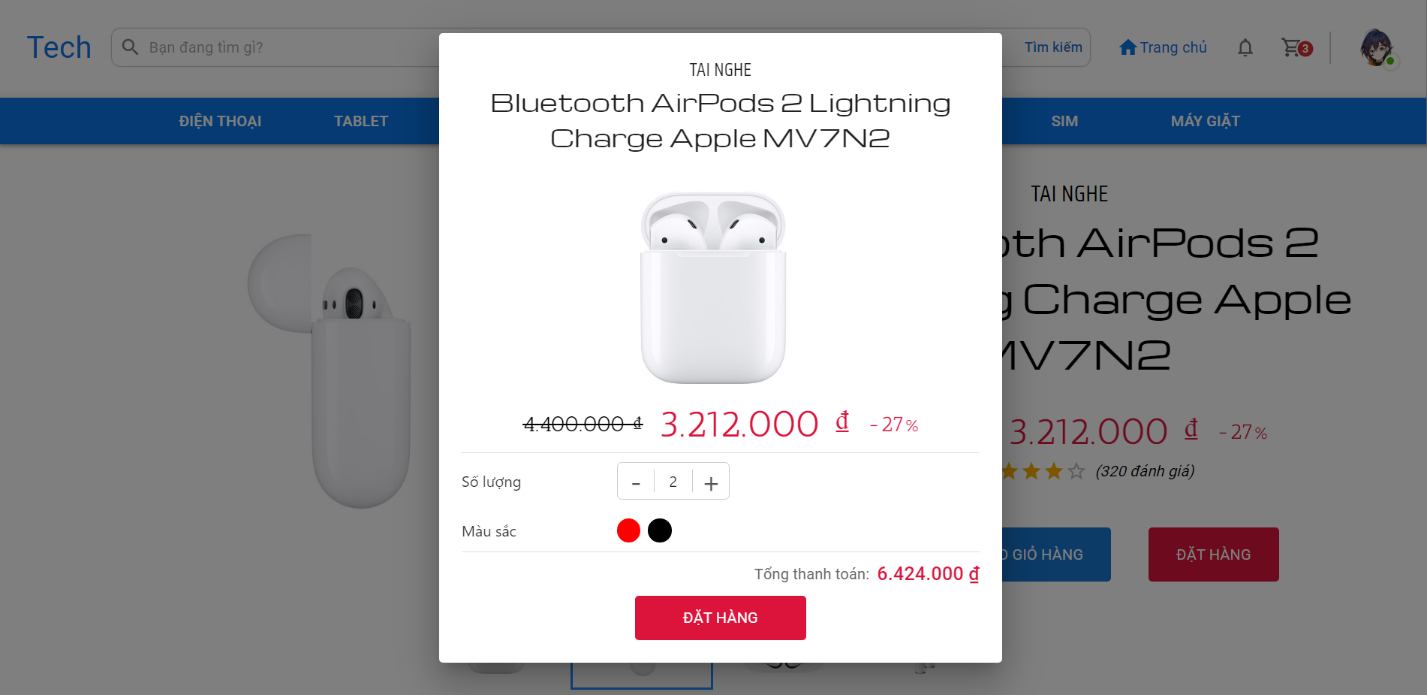 Tech
Bạn đang tìm gì?
Tìm kiếm
Trang chủ
3
ĐIỆN THOẠI
TABLET
SIM
MÁY GIẶT
TAI NGHE
Bluetooth AirPods 2 Lightning
Charge Apple MV7N2
4.400.000 ₫ 3.212.000 ₫ -27%
Số lượng - 2 +
Màu sắc
Tổng thanh toán: 6.424.000 ₫
ĐẶT HÀNG
TAI NGHE
AirPods 2
Charge Apple
MV7N2
3.212.000 ₫ -27%
(320 đánh giá)
GIỎ HÀNG
ĐẶT HÀNG